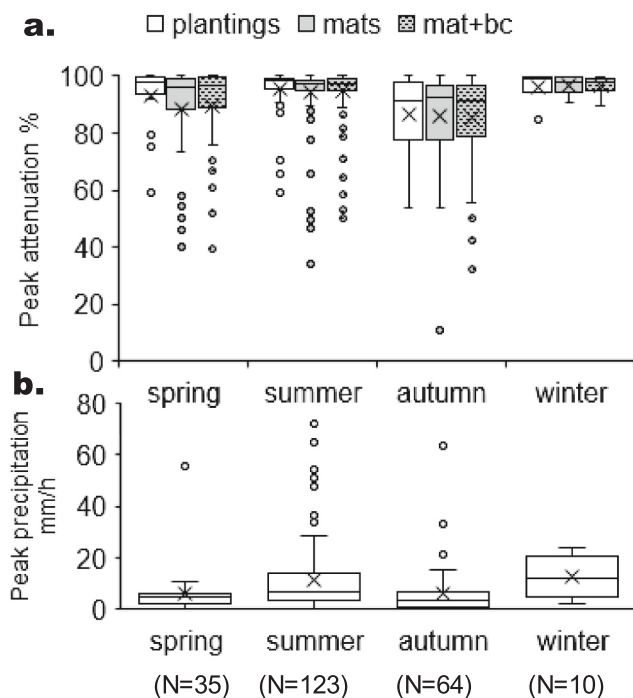 a. plantings mats mat+bc
Peak attenuation %
100
80
60
40
20
0
spring summer autumn winter
b.
Peak precipitation
mm/h
80
60
40
20
0
spring summer autumn winter
(N=35) (N=123) (N=64) (N=10)